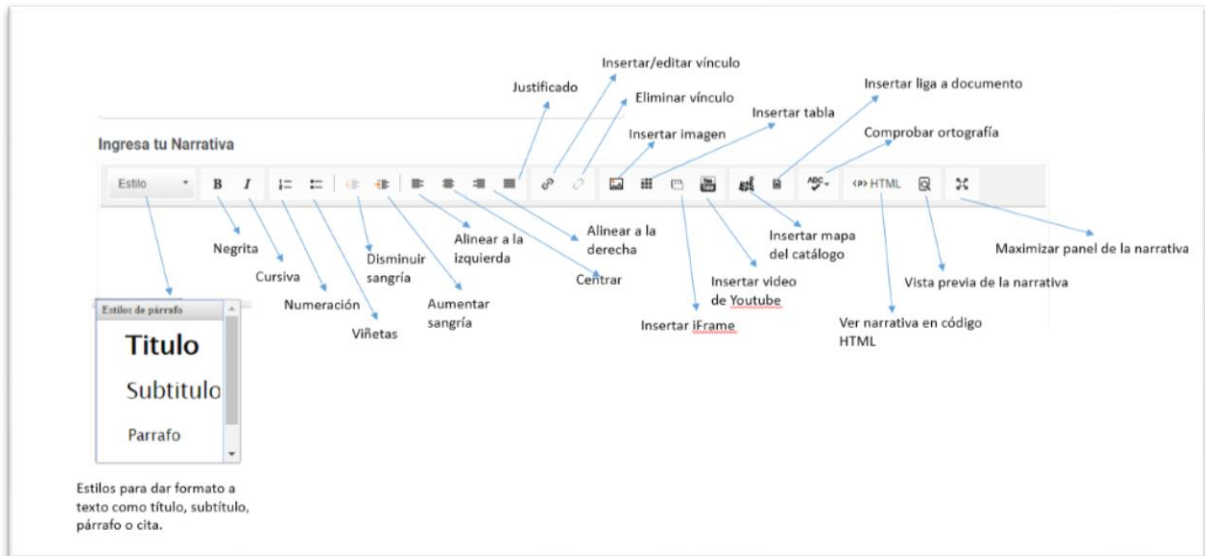 Insertar/editar vínculo
Justificado
Insertar liga a documento
Eliminar vínculo
Insertar tabla
Insertar imagen
Comprobar ortografía
Ingresa tu Narrativa
Estilo
B
I
You
Tube
ABC
<P> HTML
Negrita
Cursiva
Numeración
Viñetas
Disminuir
sangría
Aumentar
sangría
Alinear a la
izquierda
Alinear a la
derecha
Centrar
Insertar iFrame
Insertar video
de Youtube
Insertar mapa
del catálogo
Ver narrativa en código
HTML
Vista previa de la narrativa
Maximizar panel de la narrativa
Estilos de párrafo
Titulo
Subtitulo
Parrafo
Estilos para dar formato a
texto como título, subtítulo,
párrafo o cita.